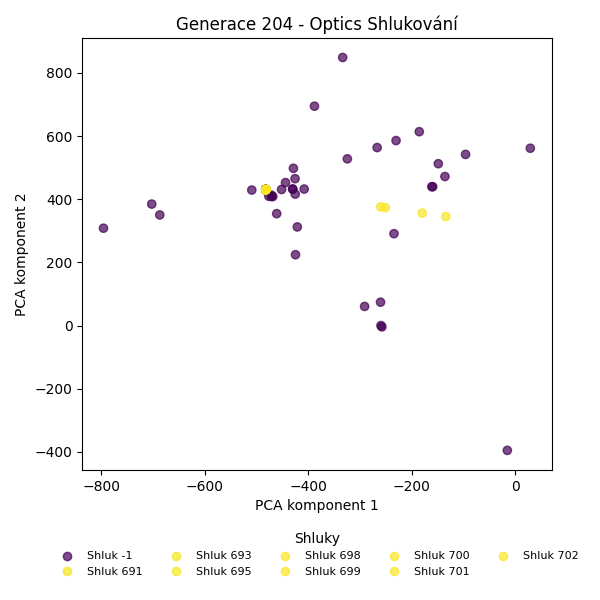 Generace 204 - Optics Shlukování
800
600
400
200
0
−200
−400
PCA komponent 2
−800 −600 −400 −200 0
PCA komponent 1
Shluky
Shluk -1 Shluk 693 Shluk 698 Shluk 700 Shluk 702
Shluk 691 Shluk 695 Shluk 699 Shluk 701